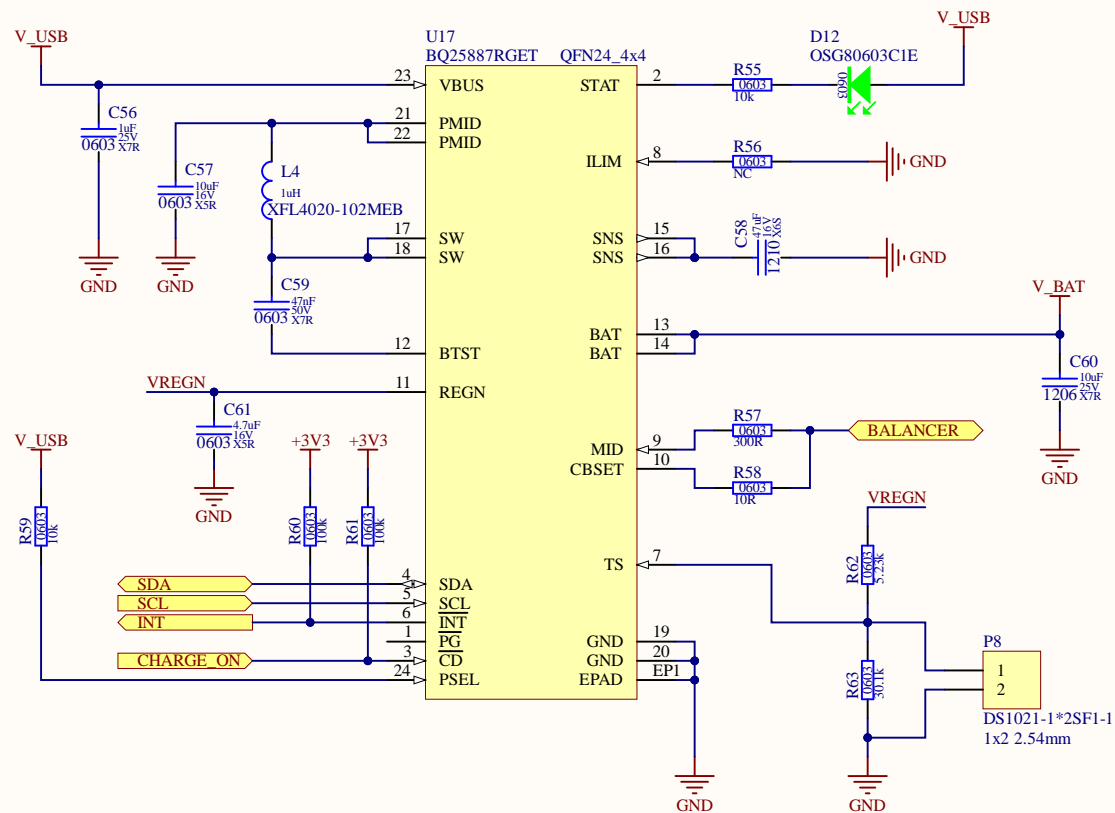 V_USB
U17
BQ25887RGET QFN24_4x4
D12
OSG80603C1E
V_USB
23 VBUS
STAT 2
R55
0603
10k
0603
C56
1uF
25V
0603 X7R
21 PMID
22 PMID
ILIM 8
R56
0603
NC
GND
C57
10uF
16V
0603 X5R
L4
1uH
XFL4020-102MEB
17 SW
18 SW
SNS 15
SNS 16
C58
47uF
16V
X6S
1210
GND
GND
GND
C59
47nF
50V
0603 X7R
V_BAT
BAT 13
BAT 14
12 BTST
C60
10uF
25V
1206 X7R
VREGN
11 REGN
C61
4.7uF
16V
0603 X5R
GND
R57
0603
300R
MID 9
BALANCER
CBSET 10
R58
0603
10R
GND
V_USB
+3V3
+3V3
R59
0603
10k
R60
0603
100k
R61
0603
100k
VREGN
R62
0603
5.23k
TS 7
SDA
4 SDA
SCL
5 SCL
INT
6 INT
1 PG
CHARGE_ON
3 CD
24 PSEL
GND 19
GND 20
EPAD EP1
R63
0603
30.1k
P8
1
2
DS1021-1*2SF1-1
1x2 2.54mm
GND
GND